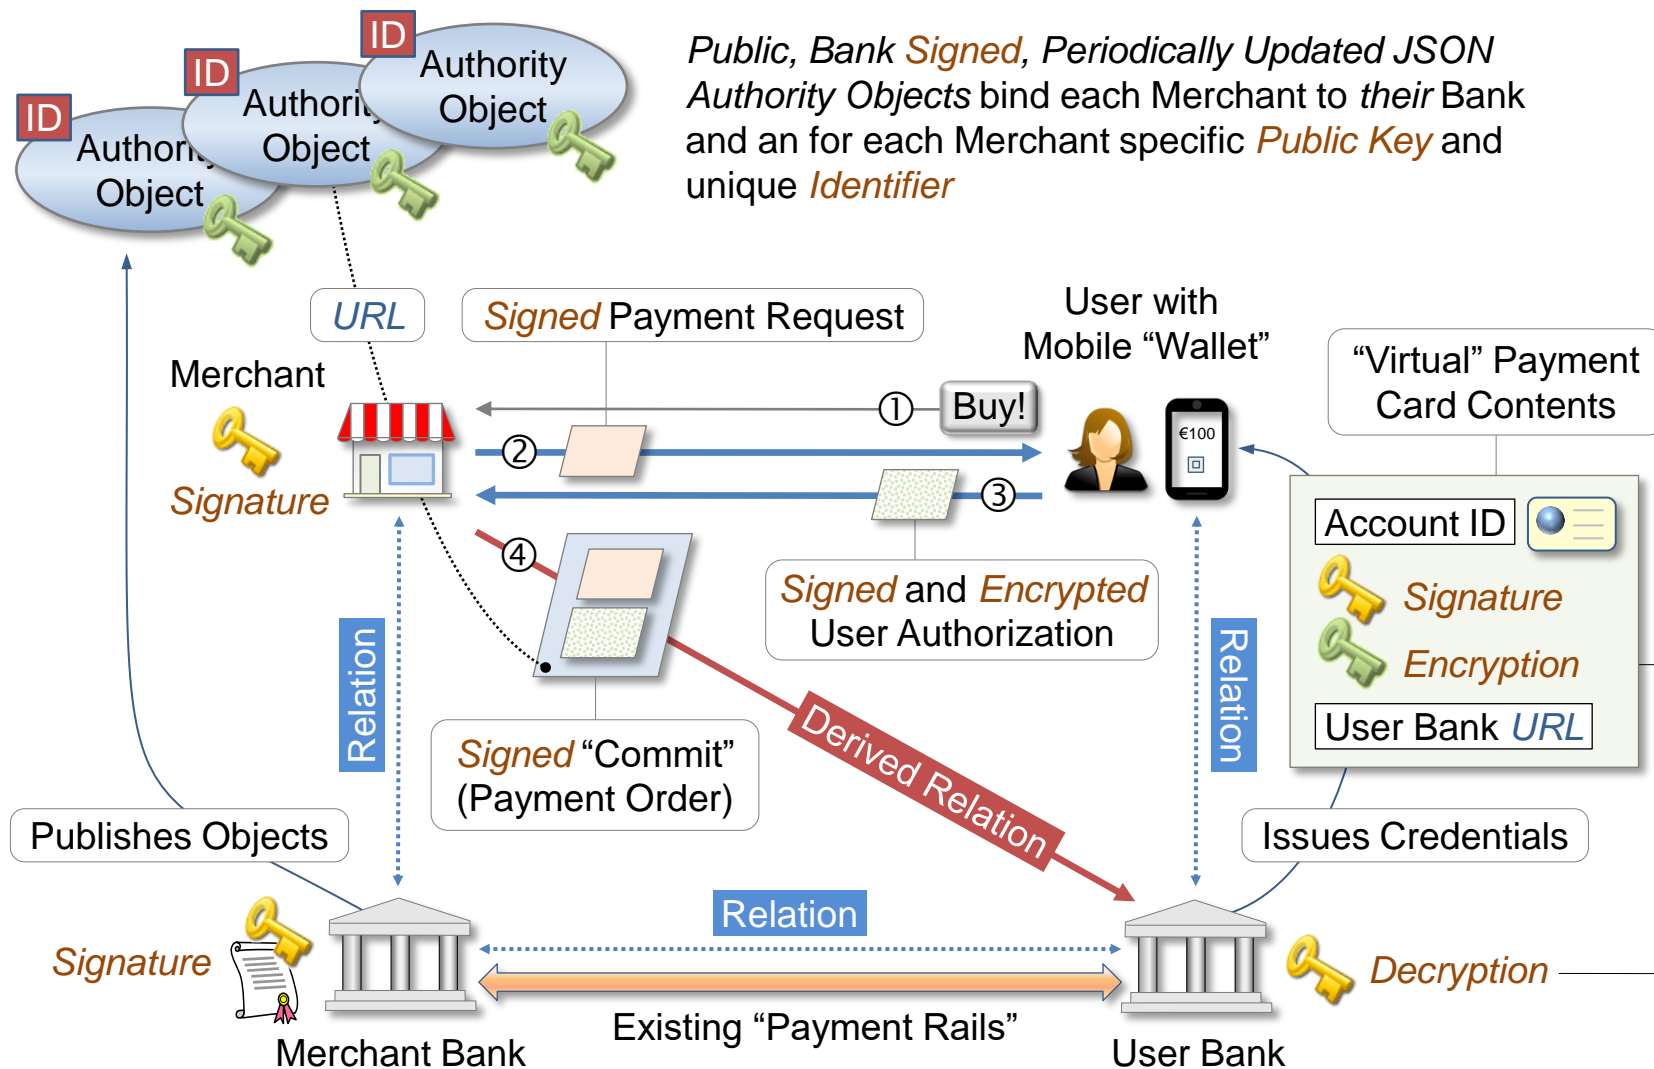 ID
Authority
Object
ID
Authority
Object
ID
Authority
Object
Public, Bank Signed, Periodically Updated JSON
Authority Objects bind each Merchant to their Bank
and an for each Merchant specific Public Key and
unique Identifier
URL
Signed Payment Request
User with
Mobile “Wallet”
“Virtual” Payment
Card Contents
Merchant
Signature
1
Buy!
€100
2
3
4
Account ID
Signature
Encryption
User Bank URL
Signed and Encrypted
User Authorization
Relation
Relation
Derived Relation
Signed “Commit”
(Payment Order)
Publishes Objects
Issues Credentials
Relation
Signature
Decryption
Existing “Payment Rails”
Merchant Bank
User Bank